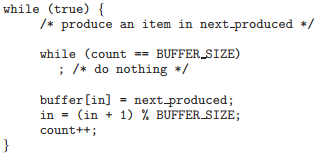 while (true) {
/* produce an item in next_produced */
while (count == BUFFER_SIZE)
; /* do nothing */
buffer[in] = next_produced;
in = (in + 1) % BUFFER_SIZE;
count++;
}